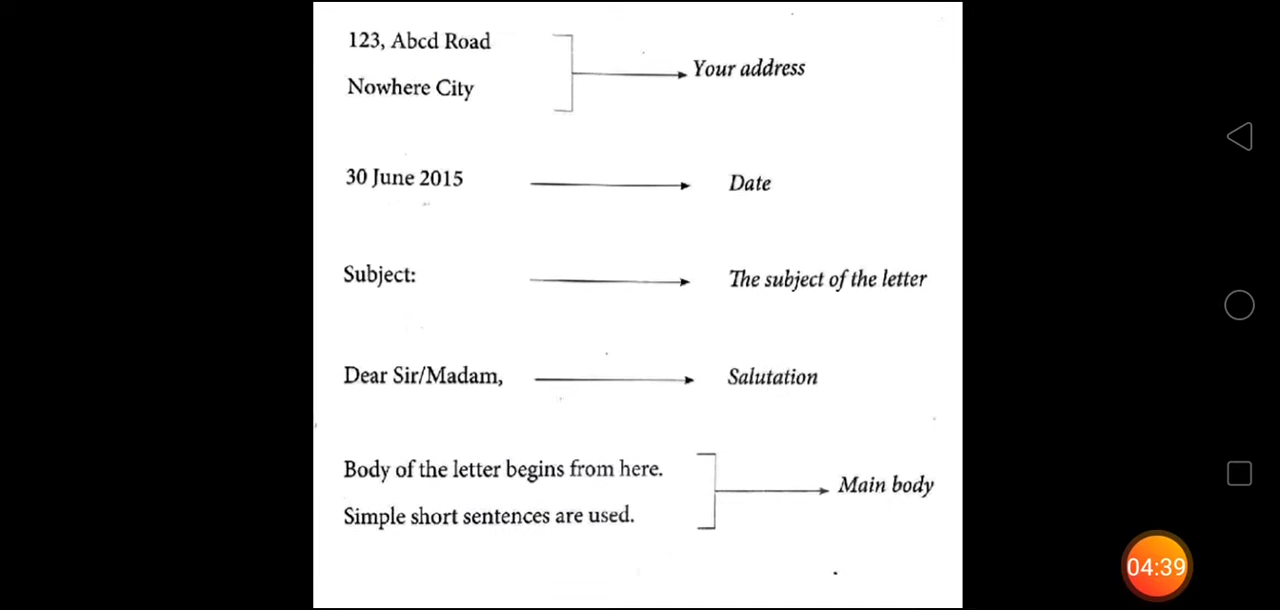 123, Abcd Road
Nowhere City
Your address
30 June 2015
Date
Subject:
The subject of the letter
Dear Sir/Madam,
Salutation
Body of the letter begins from here.
Simple short sentences are used.
Main body
04:39